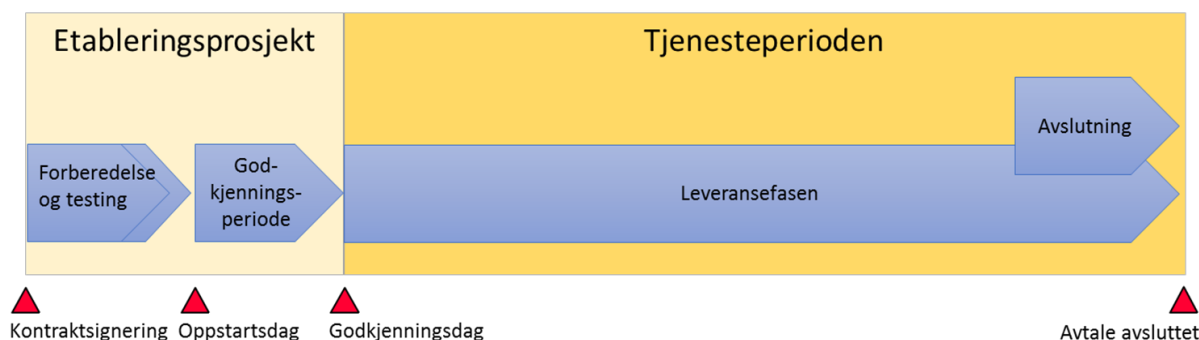 Etableringsprosjekt
Tjenesteperioden
Forberedelse
og testing
God-
kjennings-
periode
Leveransefasen
Avslutning
Kontraktsignering
Oppstartsdag
Godkjenningsdag
Avtale avsluttet